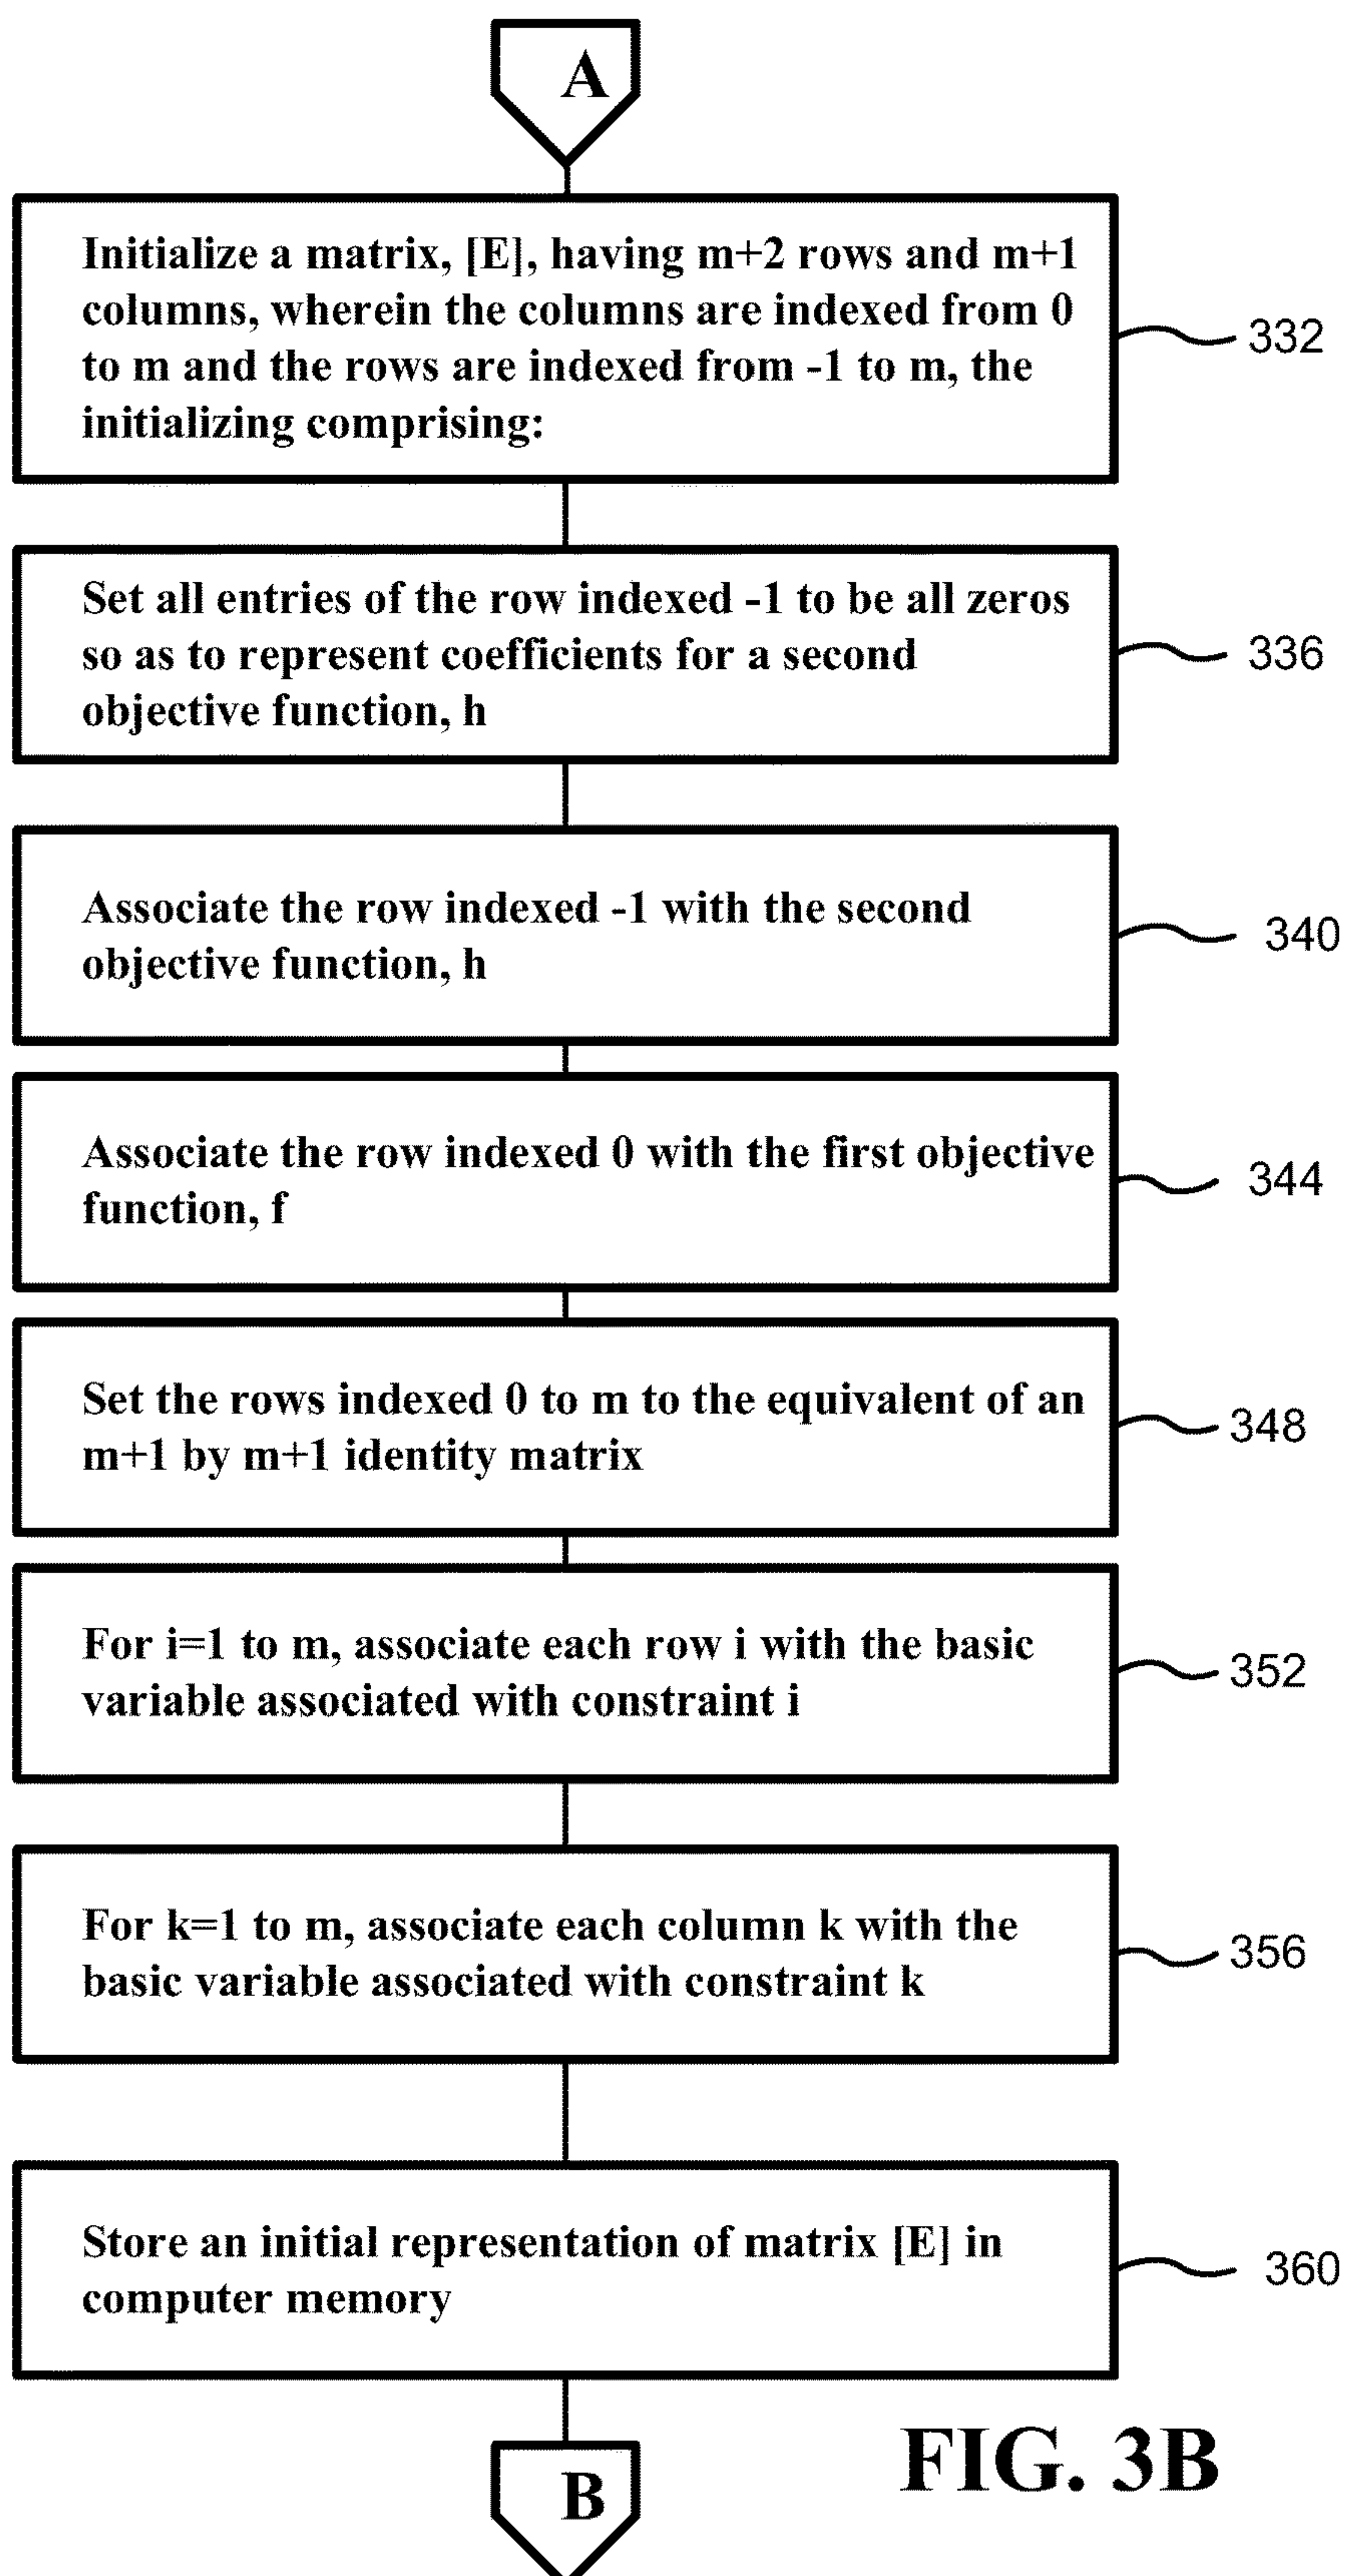 A
Initialize a matrix, [E], having m+2 rows and m+1
columns, wherein the columns are indexed from 0
to m and the rows are indexed from -1 to m, the
initializing comprising:
332
Set all entries of the row indexed -1 to be all zeros
so as to represent coefficients for a second
objective function, h
336
Associate the row indexed -1 with the second
objective function, h
340
Associate the row indexed 0 with the first objective
function, f
344
Set the rows indexed 0 to m to the equivalent of an
m+1 by m+1 identity matrix
348
For i=1 to m, associate each row i with the basic
variable associated with constraint i
352
For k=1 to m, associate each column k with the
basic variable associated with constraint k
356
Store an initial representation of matrix [E] in
computer memory
360
B
FIG. 3B